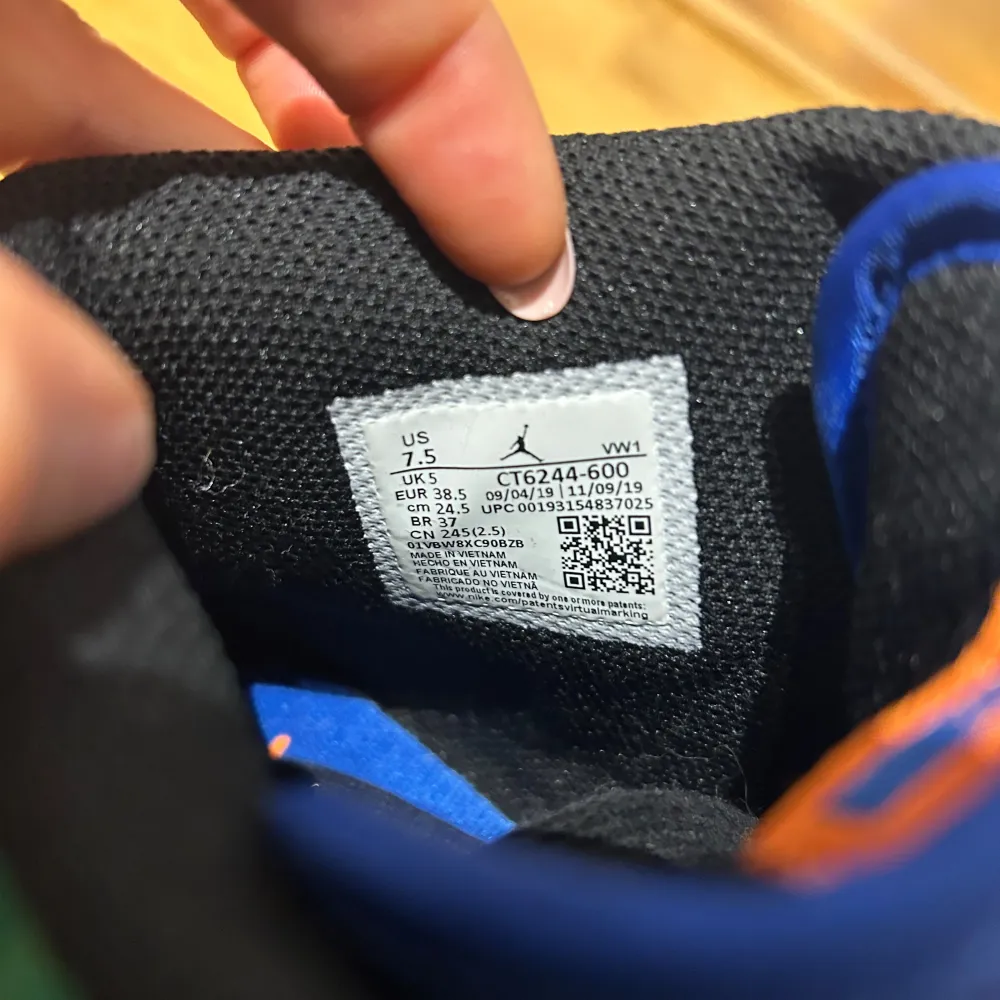 US
7.5
VW1
UK 5
CT6244-600
EUR 38.5
09/04/19 | 11/09/19
cm 24.5
UPC 00193154837025
BR 37
CN 245(2.5)
01VBW8XC90BZB
MADE IN VIETNAM
HECHO EN VIETNAM
FABRIQUE AU VIETNAM
FABRICADO NO VIETNÃ
This product is covered by one or more patents:
www.nike.com/patentsvirtualmarking